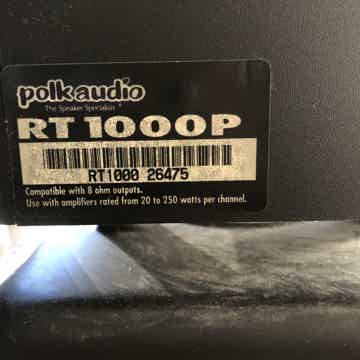 polkaudio
The Speaker Specialists
RT 1000P
RT1000 26475
Compatible with 8 ohm outputs.
Use with amplifiers rated from 20 to 250 watts per channel.